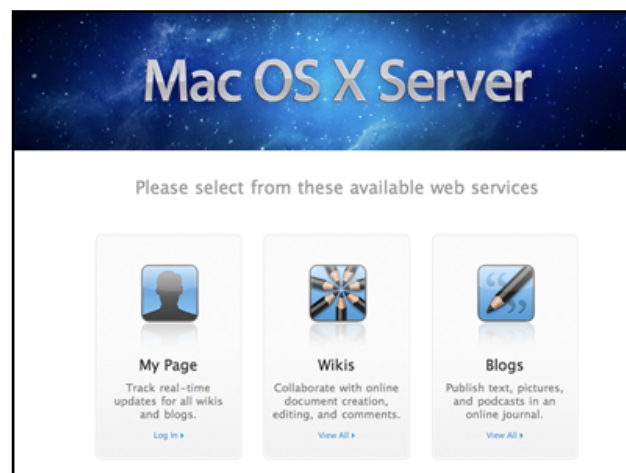 Mac OS X Server
Please select from these available web services
My Page
Track real-time
updates for all wikis
and blogs.
Log In ▸
Wikis
Collaborate with online
document creation,
editing, and comments.
View All ▸
Blogs
Publish text, pictures,
and podcasts in an
online journal.
View All ▸